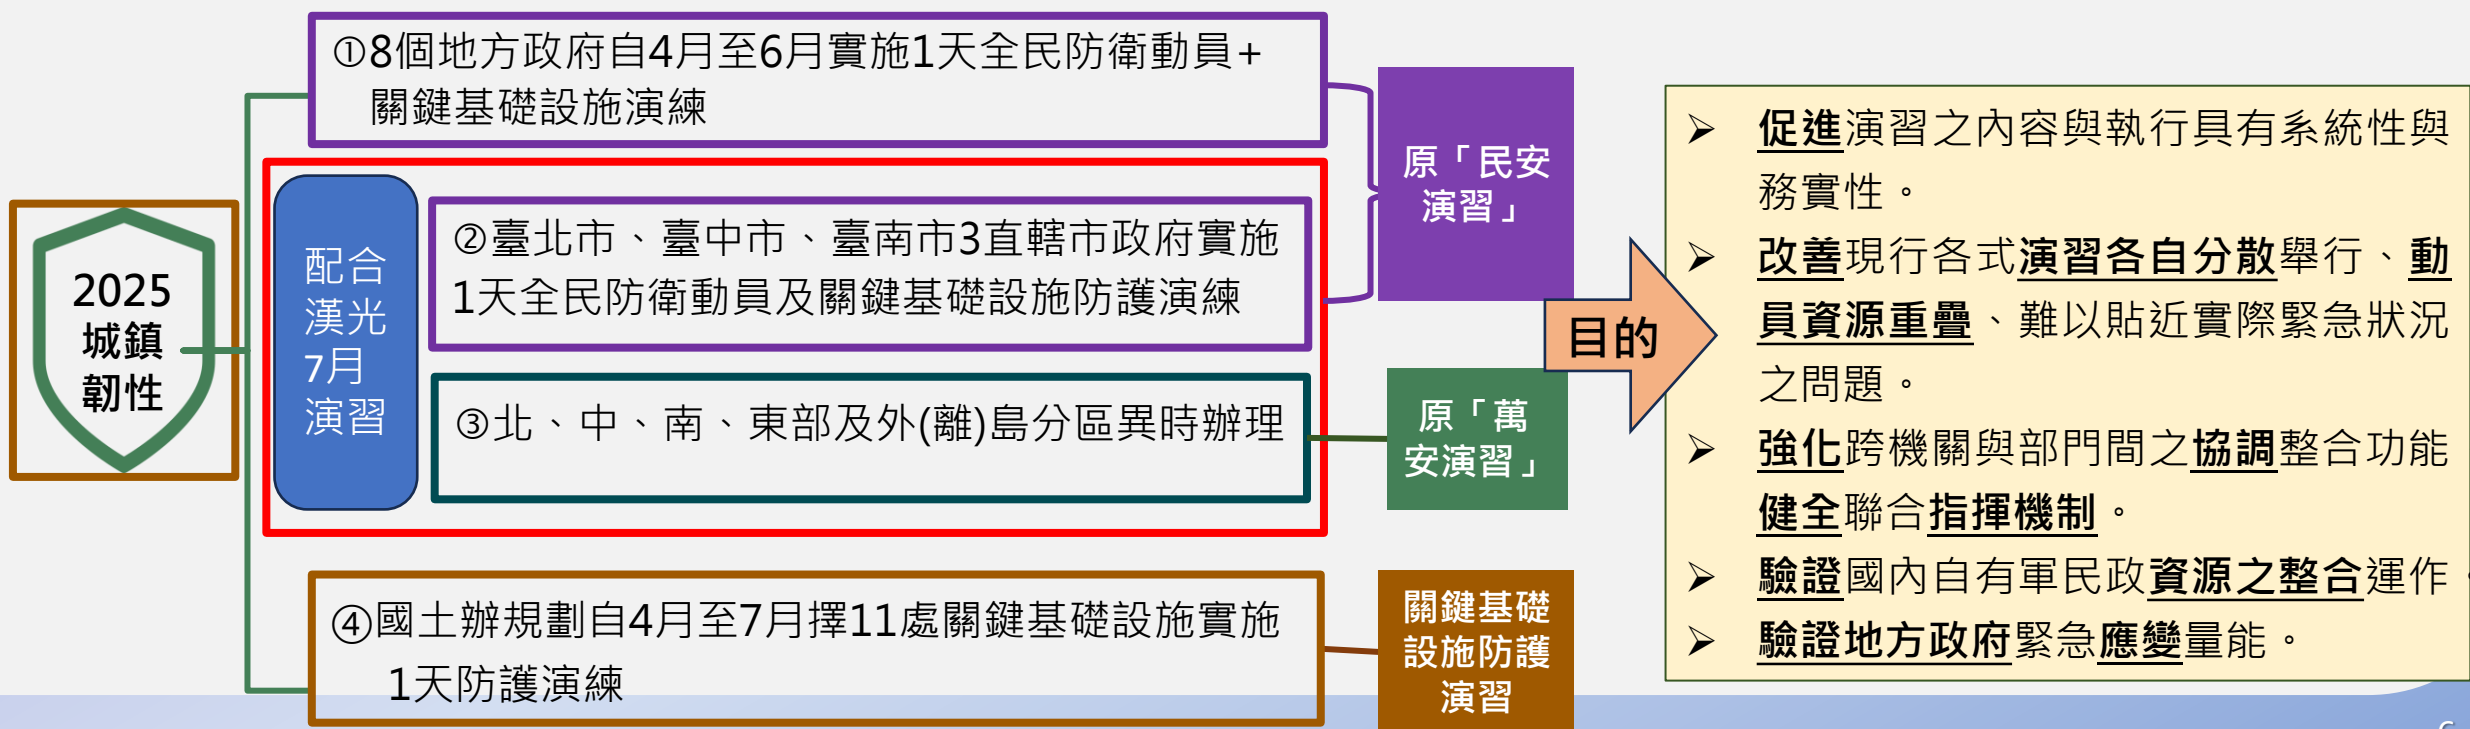 2025
城鎮
韌性
①8個地方政府自4月至6月實施1天全民防衛動員+
關鍵基礎設施演練
配合
漢光
7月
演習
②臺北市、臺中市、臺南市3直轄市政府實施
1天全民防衛動員及關鍵基礎設施防護演練
③北、中、南、東部及外(離)島分區異時辦理
④國土辦規劃自4月至7月擇11處關鍵基礎設施實施
1天防護演練
原「民安
演習」
原「萬
安演習」
關鍵基礎
設施防護
演習
目的
➢ 促進演習之內容與執行具有系統性與
務實性。
➢ 改善現行各式演習各自分散舉行、動
員資源重疊、難以貼近實際緊急狀況
之問題。
➢ 強化跨機關與部門間之協調整合功能
健全聯合指揮機制。
➢ 驗證國內自有軍民政資源之整合運作。
➢ 驗證地方政府緊急應變量能。